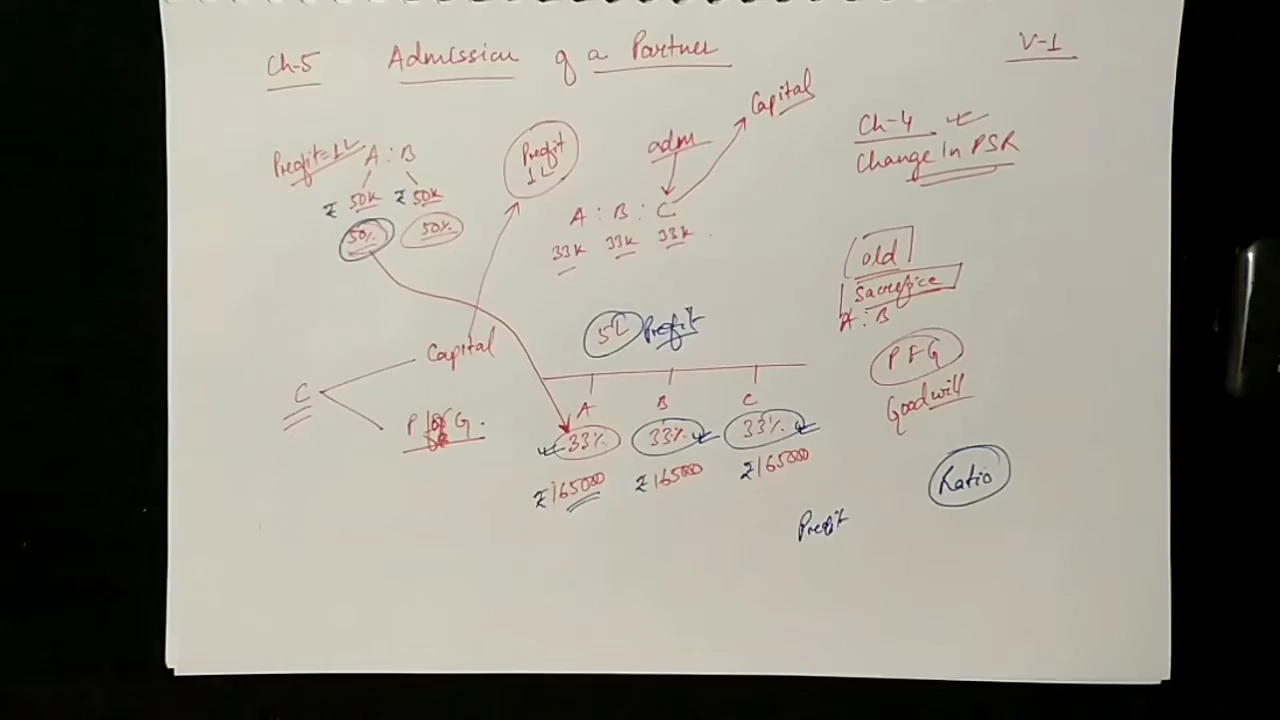 Ch-5 Admission of a Partner V-1
Profit=1L A : B
₹ 50K ₹ 50K
50% 50%
Profit
1L
adm
Capital
A : B : C
33K 33K 33K
Ch-4
Change In PSR
old
Sacrifice
A : B
PFG
Goodwill
Ratio
5L Profit
C
Capital
A B C
33% 33% 33%
₹165000 ₹165000 ₹165000
Profit